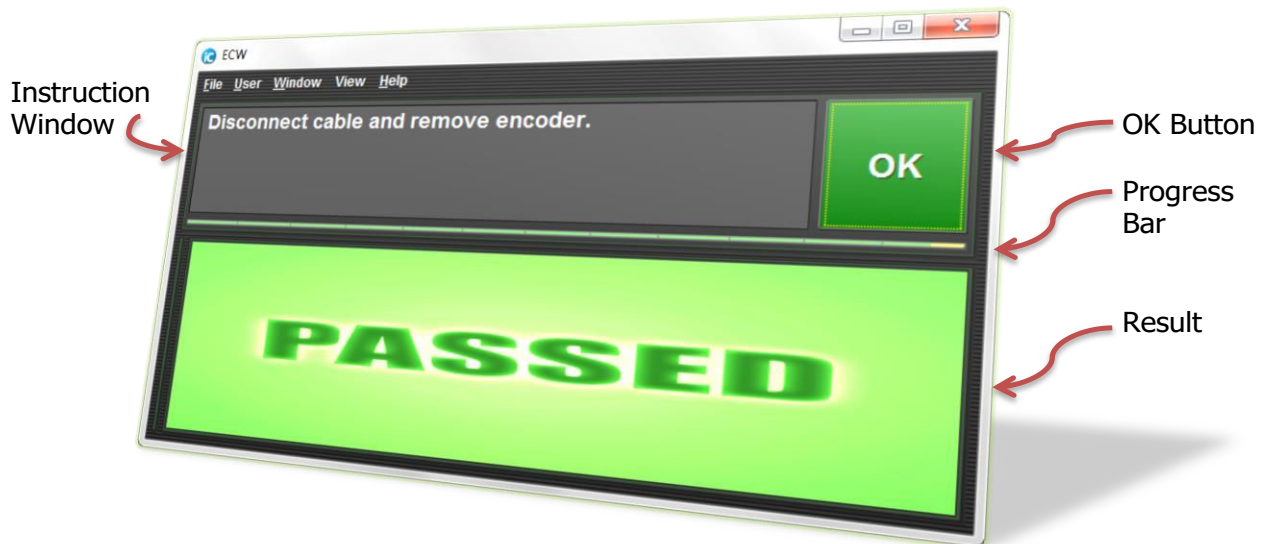 ECW
File User Window View Help
Instruction
Window
Disconnect cable and remove encoder.
OK
OK Button
Progress
Bar
PASSED
Result